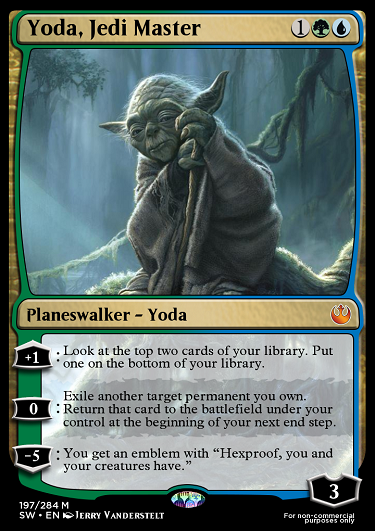 Yoda, Jedi Master 1
Planeswalker – Yoda
+1 : Look at the top two cards of your library. Put
one on the bottom of your library.
Exile another target permanent you own.
0 : Return that card to the battlefield under your
control at the beginning of your next end step.
-5 : You get an emblem with “Hexproof, you and
your creatures have.”
3
197/284 M
SW • EN Jerry Vanderstelt
For non-commercial
purposes only